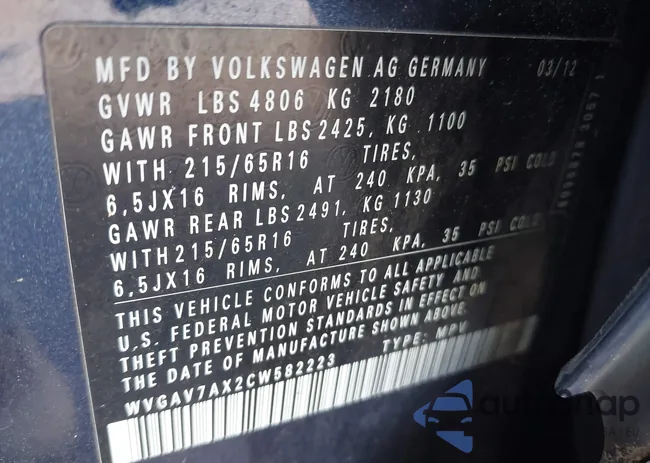 MFD BY VOLKSWAGEN AG GERMANY 03/12
GVWR LBS 4806 KG 2180
GAWR FRONT LBS 2425, KG 1100
WITH 215/65R16 TIRES,
6,5JX16 RIMS, AT 240 KPA, 35 PSI COLD
GAWR REAR LBS 2491, KG 1130
WITH 215/65R16 TIRES,
6,5JX16 RIMS, AT 240 KPA, 35 PSI COLD
THIS VEHICLE CONFORMS TO ALL APPLICABLE
U.S. FEDERAL MOTOR VEHICLE SAFETY AND
THEFT PREVENTION STANDARDS IN EFFECT ON
THE DATE OF MANUFACTURE SHOWN ABOVE.
WVGAV7AX2CW582223 TYPE: MPV